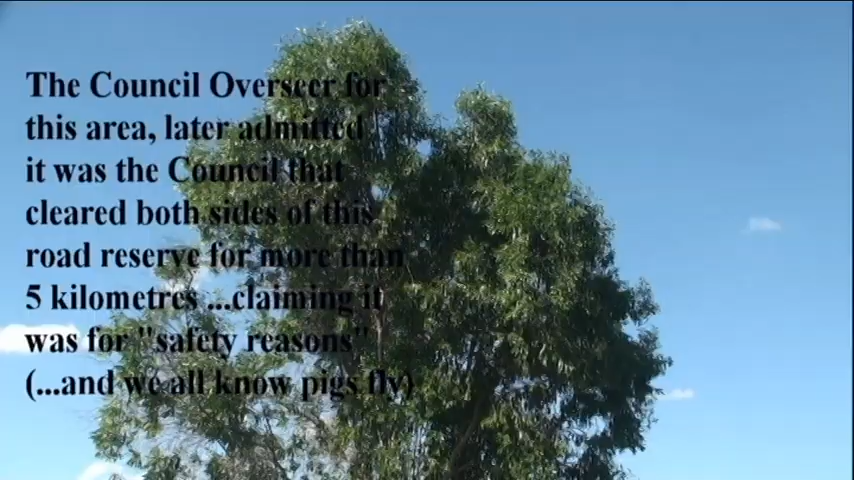 The Council Overseer for
this area, later admitted
it was the Council that
cleared both sides of this
road reserve for more than
5 kilometres ...claiming it
was for "safety reasons"
(...and we all know pigs fly)